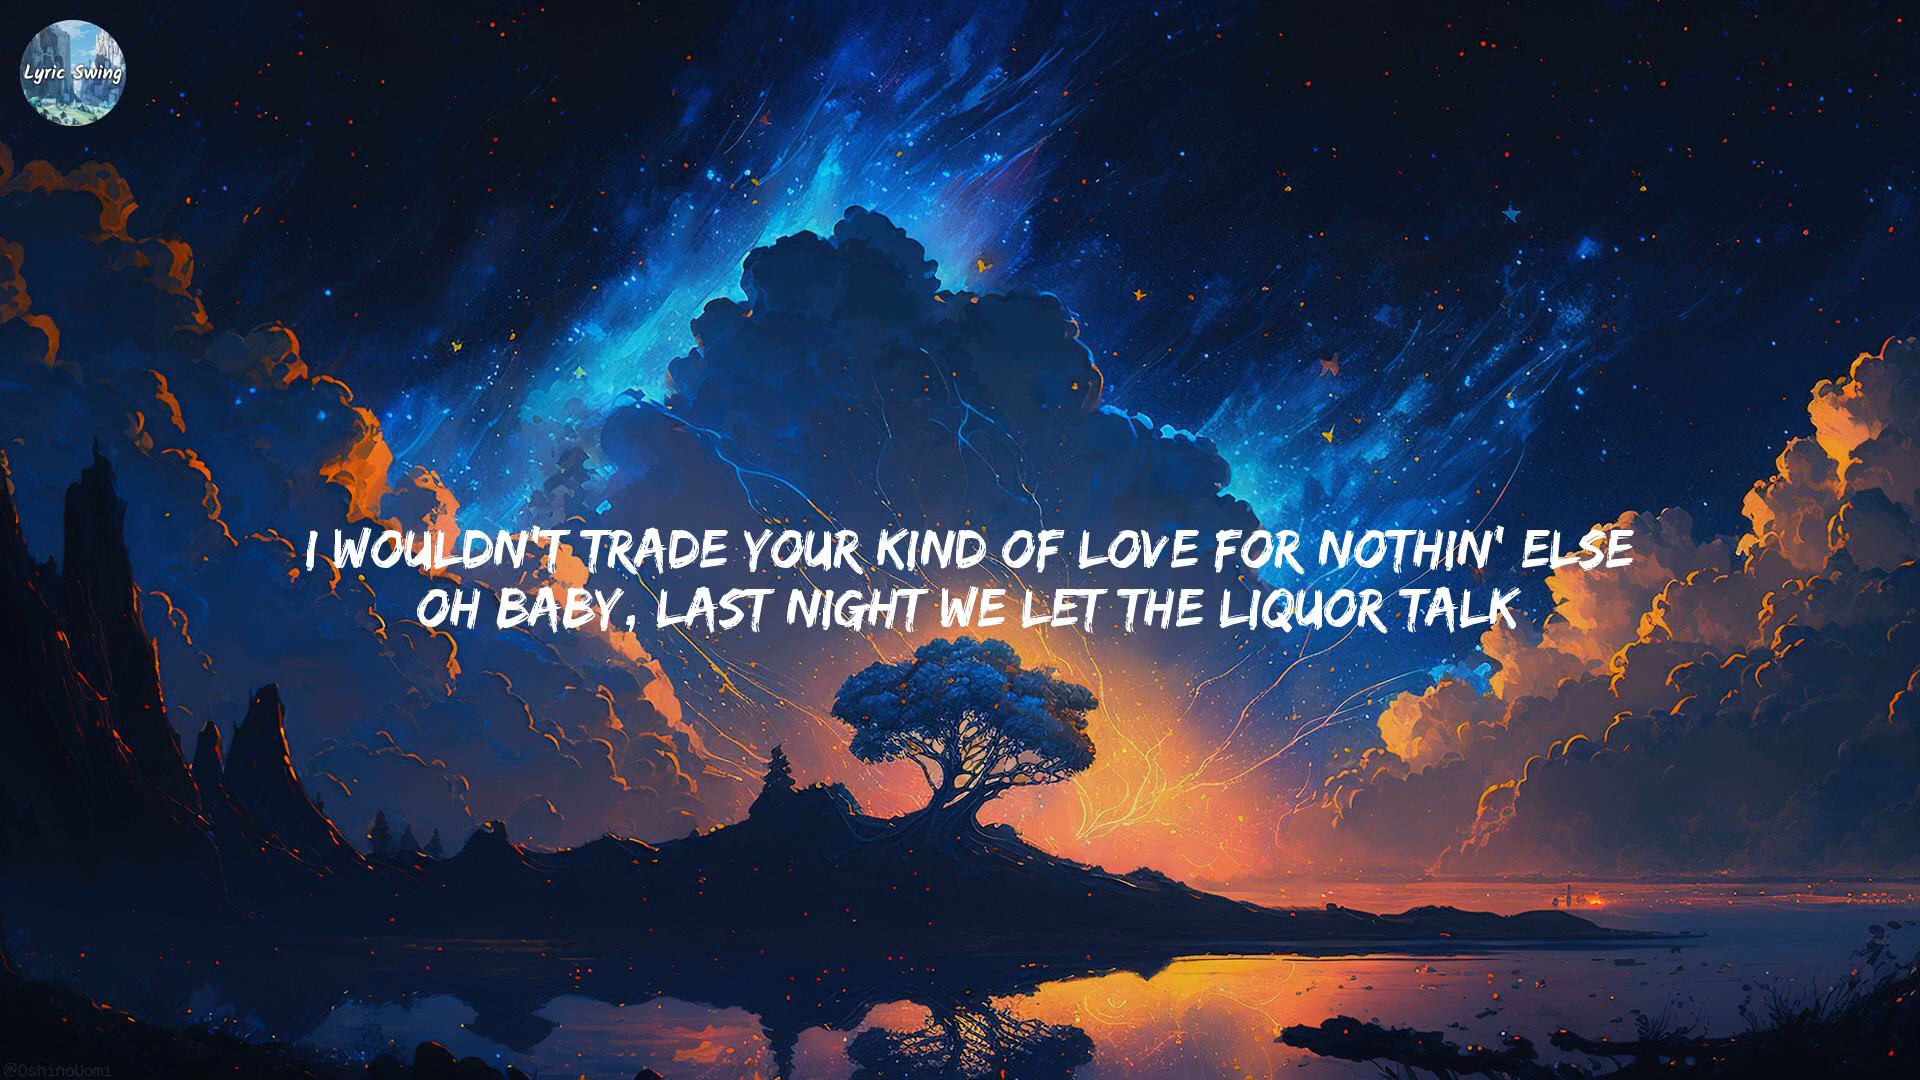 Lyric Swing
I WOULDN'T TRADE YOUR KIND OF LOVE FOR NOTHIN' ELSE
OH BABY, LAST NIGHT WE LET THE LIQUOR TALK
@OshinoUomi